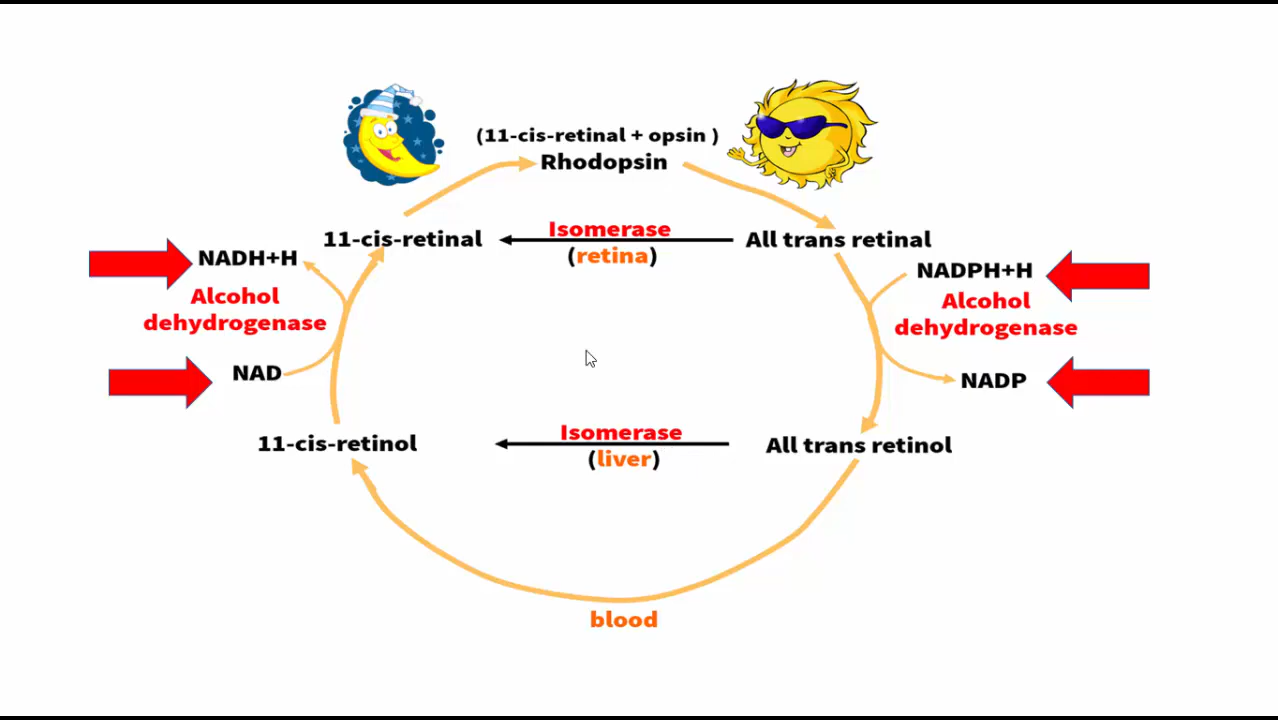 (11-cis-retinal + opsin )
Rhodopsin
11-cis-retinal
Isomerase
(retina)
All trans retinal
NADH+H
Alcohol
dehydrogenase
NAD
NADPH+H
Alcohol
dehydrogenase
NADP
11-cis-retinol
Isomerase
(liver)
All trans retinol
blood